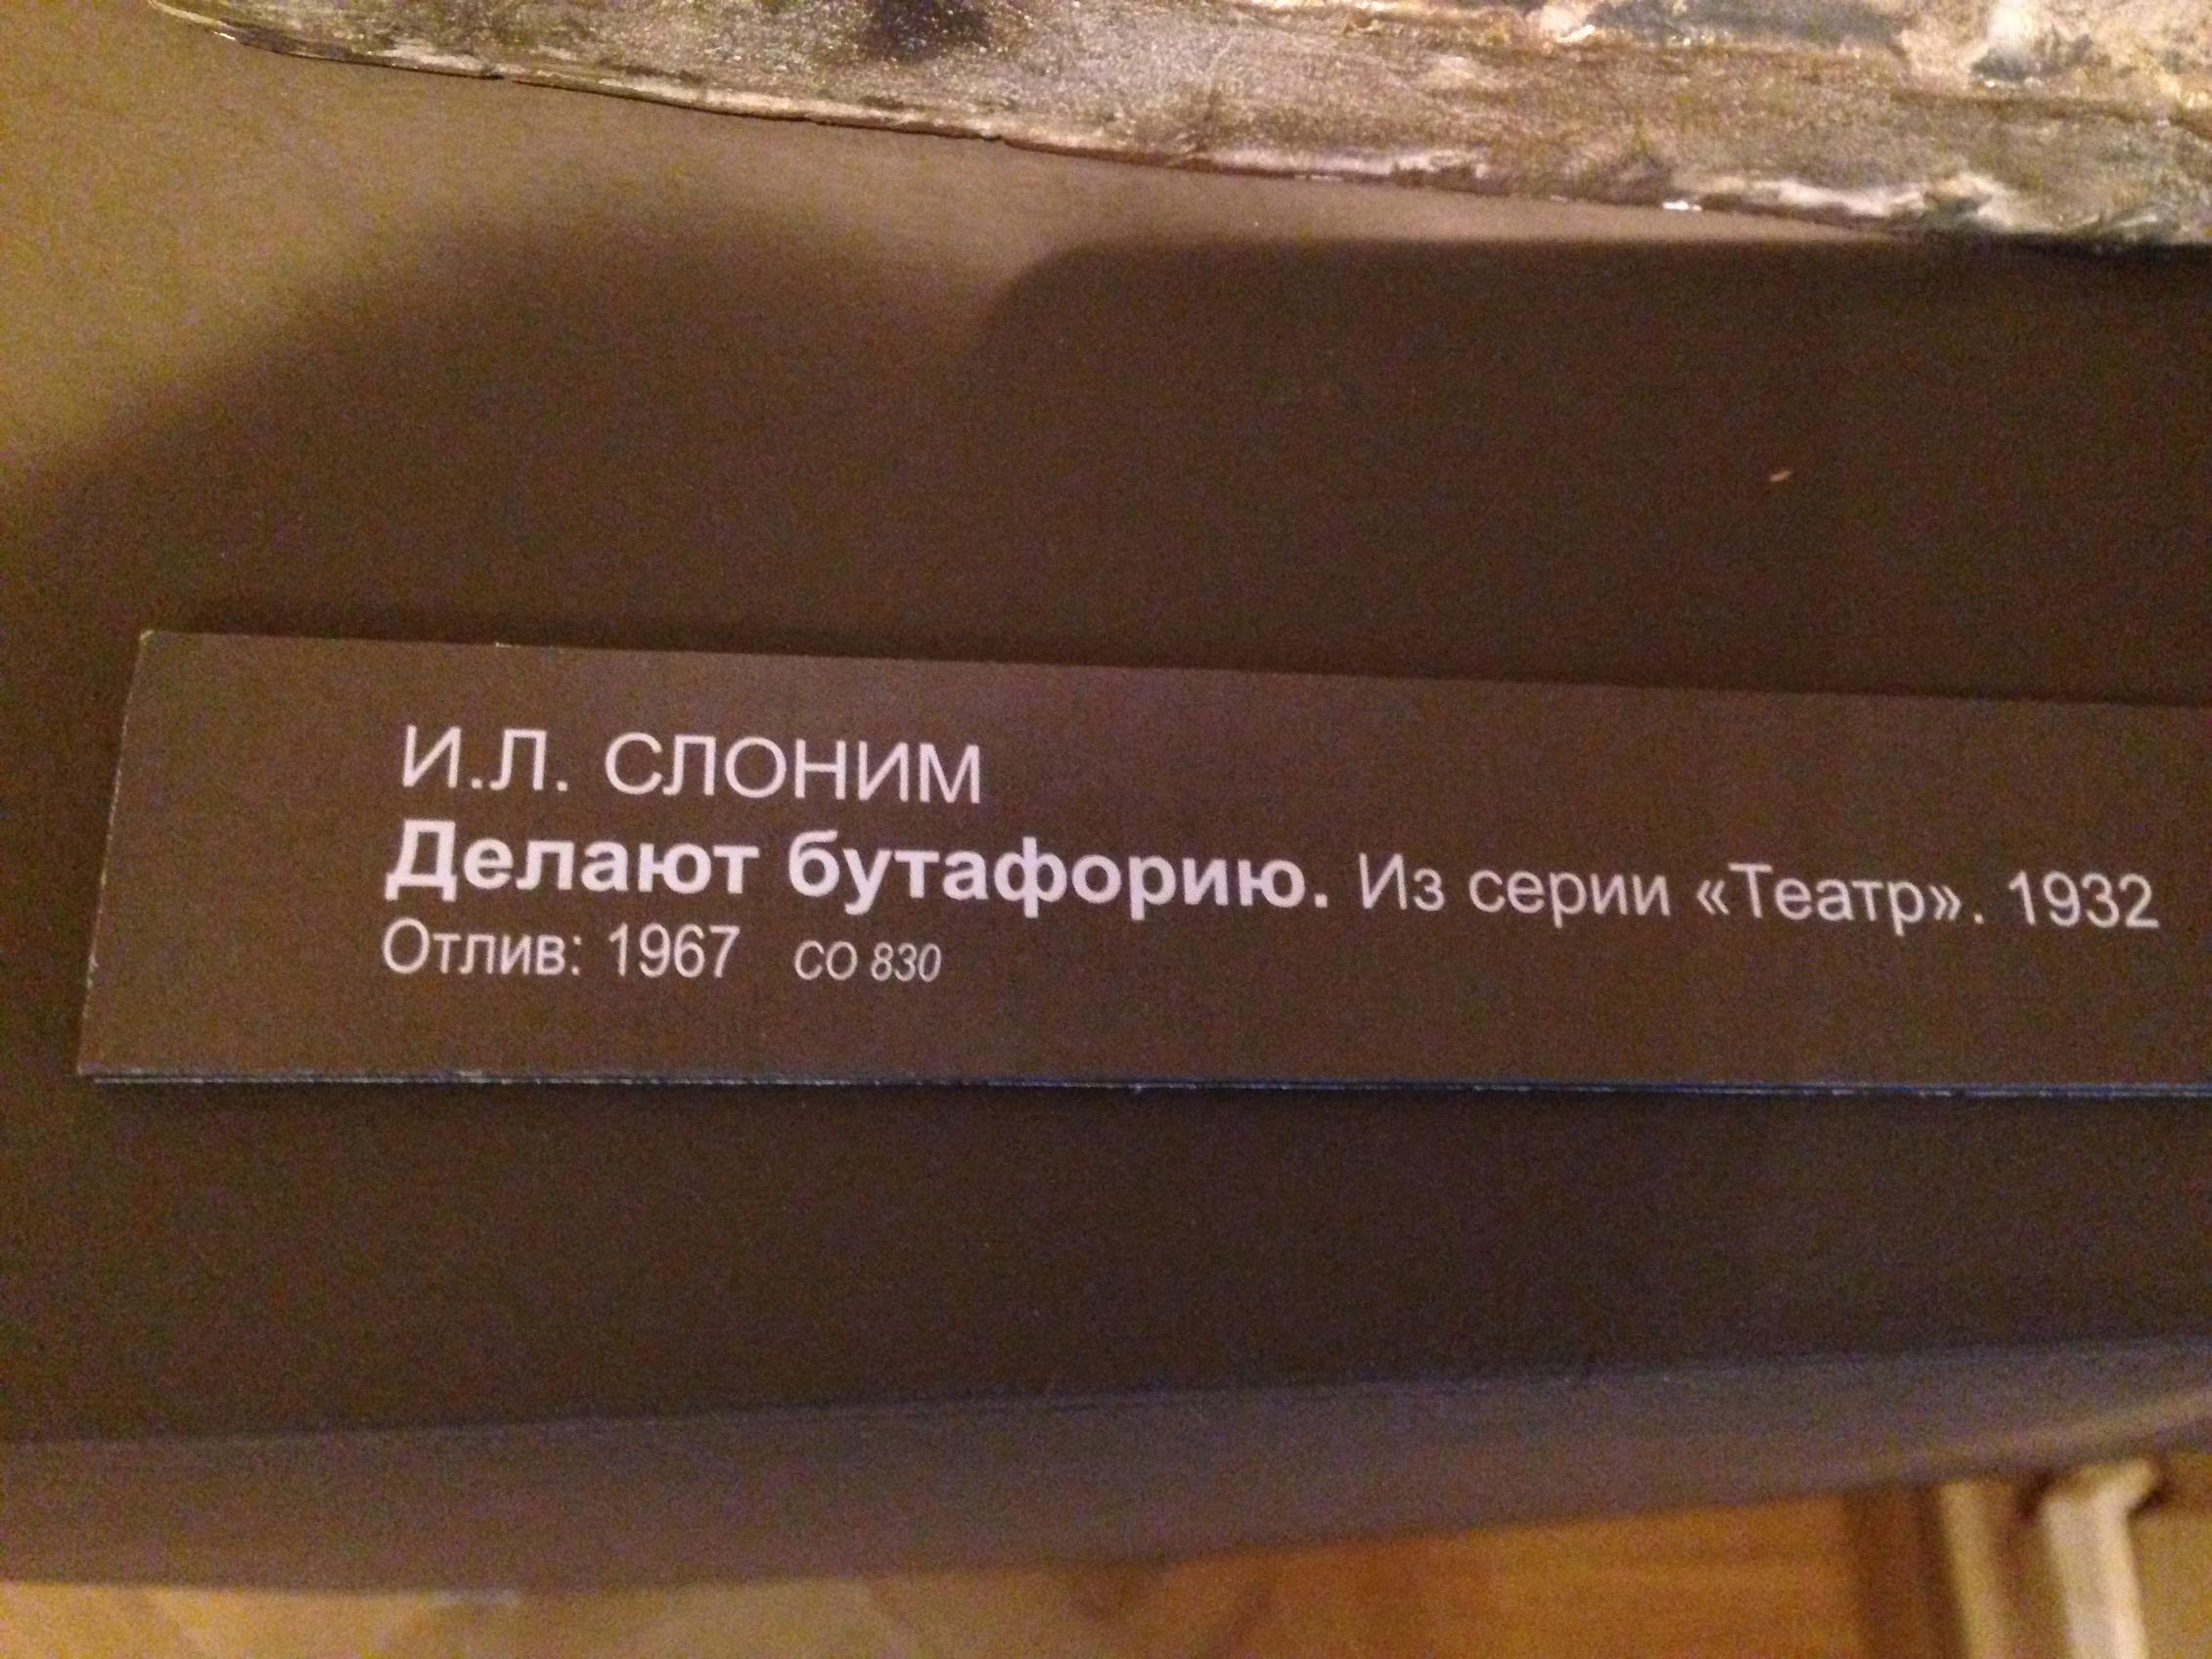 И.Л. СЛОНИМ
Делают бутафорию. Из серии «Театр». 1932
Отлив: 1967 СО 830